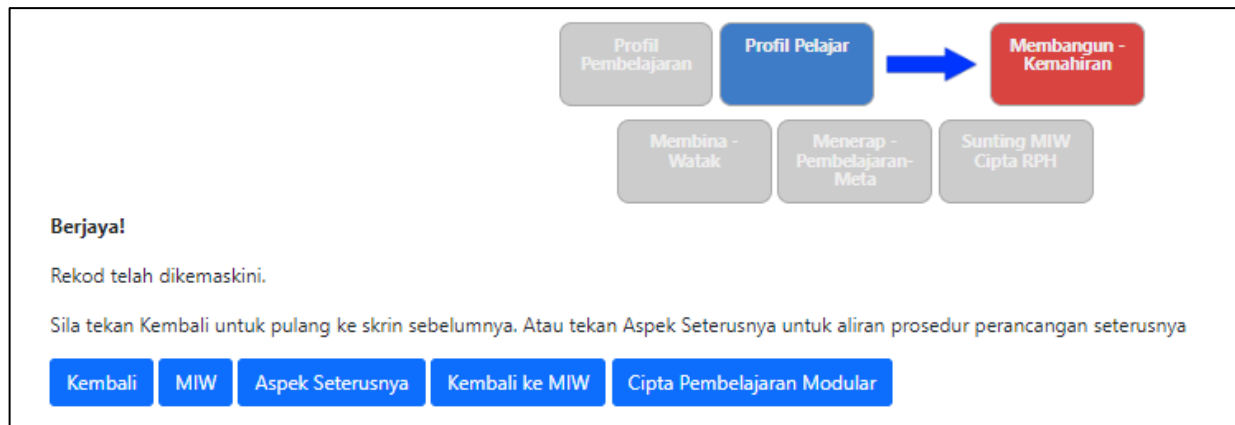 Profil
Pembelajaran
Profil Pelajar
Membangun -
Kemahiran
Membina -
Watak
Menerap -
Pembelajaran-
Meta
Sunting MIW
Cipta RPH
Berjaya!
Rekod telah dikemaskini.
Sila tekan Kembali untuk pulang ke skrin sebelumnya. Atau tekan Aspek Seterusnya untuk aliran prosedur perancangan seterusnya
Kembali
MIW
Aspek Seterusnya
Kembali ke MIW
Cipta Pembelajaran Modular